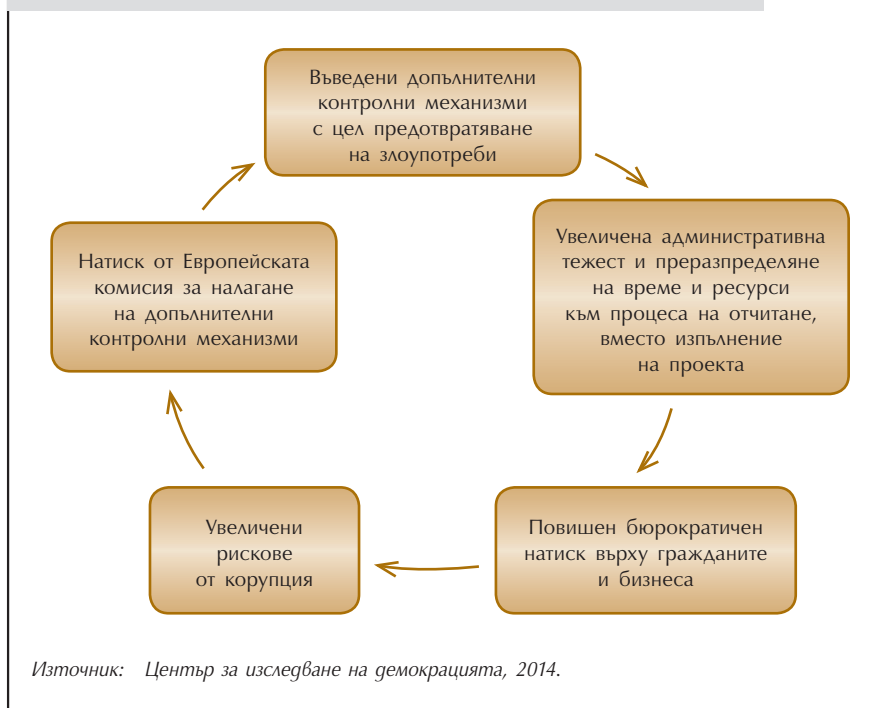 Въведени допълнителни
контролни механизми
с цел предотвратяване
на злоупотреби
Увеличена административна
тежест и преразпределяне
на време и ресурси
към процеса на отчитане,
вместо изпълнение
на проекта
Повишен бюрократичен
натиск върху гражданите
и бизнеса
Увеличени
рискове
от корупция
Натиск от Европейската
комисия за налагане
на допълнителни
контролни механизми
Източник: Център за изследване на демокрацията, 2014.